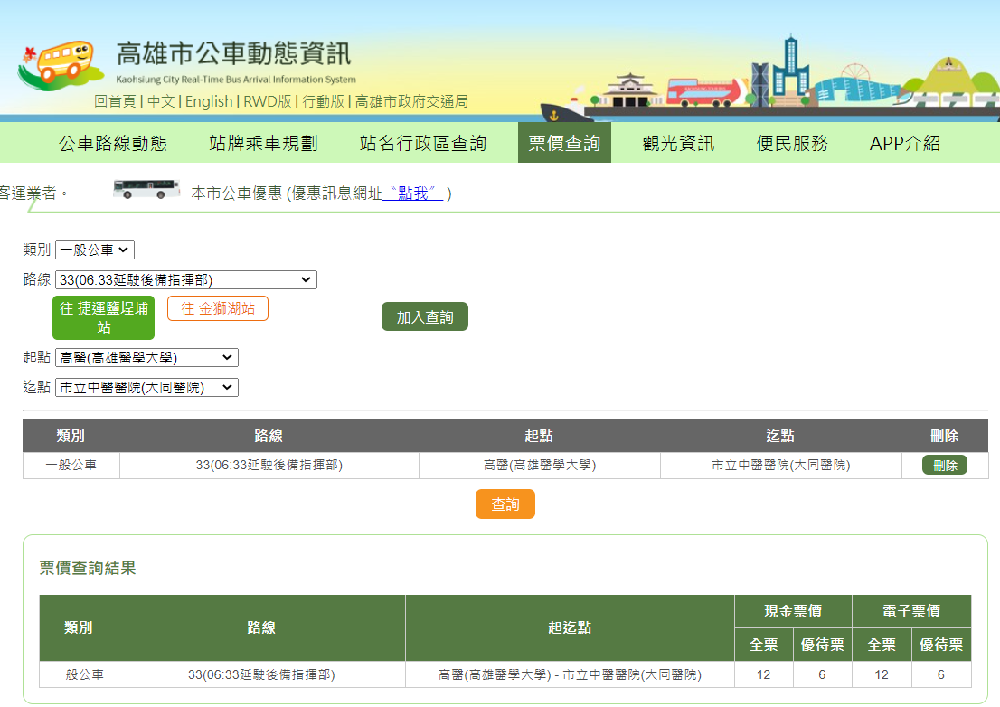 高雄市公車動態資訊
Kaohsiung City Real-Time Bus Arrival Information System
回首頁 | 中文 | English | RWD版 | 行動版 | 高雄市政府交通局
公車路線動態 站牌乘車規劃 站名行政區查詢 票價查詢 觀光資訊 便民服務 APP介紹
客運業者。 本市公車優惠 (優惠訊息網址〝點我〞)
類別 一般公車
路線 33(06:33延駛後備指揮部)
往 捷運鹽埕埔站 往 金獅湖站 加入查詢
起點 高醫(高雄醫學大學)
迄點 市立中醫醫院(大同醫院)
類別 路線 起點 迄點 刪除
一般公車 33(06:33延駛後備指揮部) 高醫(高雄醫學大學) 市立中醫醫院(大同醫院) 刪除
查詢
票價查詢結果
類別 路線 起迄點 現金票價 電子票價
全票 優待票 全票 優待票
一般公車 33(06:33延駛後備指揮部) 高醫(高雄醫學大學) - 市立中醫醫院(大同醫院) 12 6 12 6